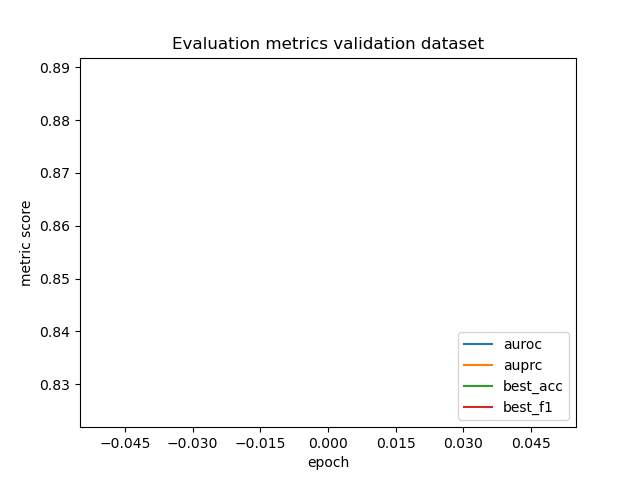 Evaluation metrics validation dataset
0.89
0.88
0.87
0.86
0.85
0.84
0.83
metric score
auroc
auprc
best_acc
best_f1
−0.045 −0.030 −0.015 0.000 0.015 0.030 0.045
epoch